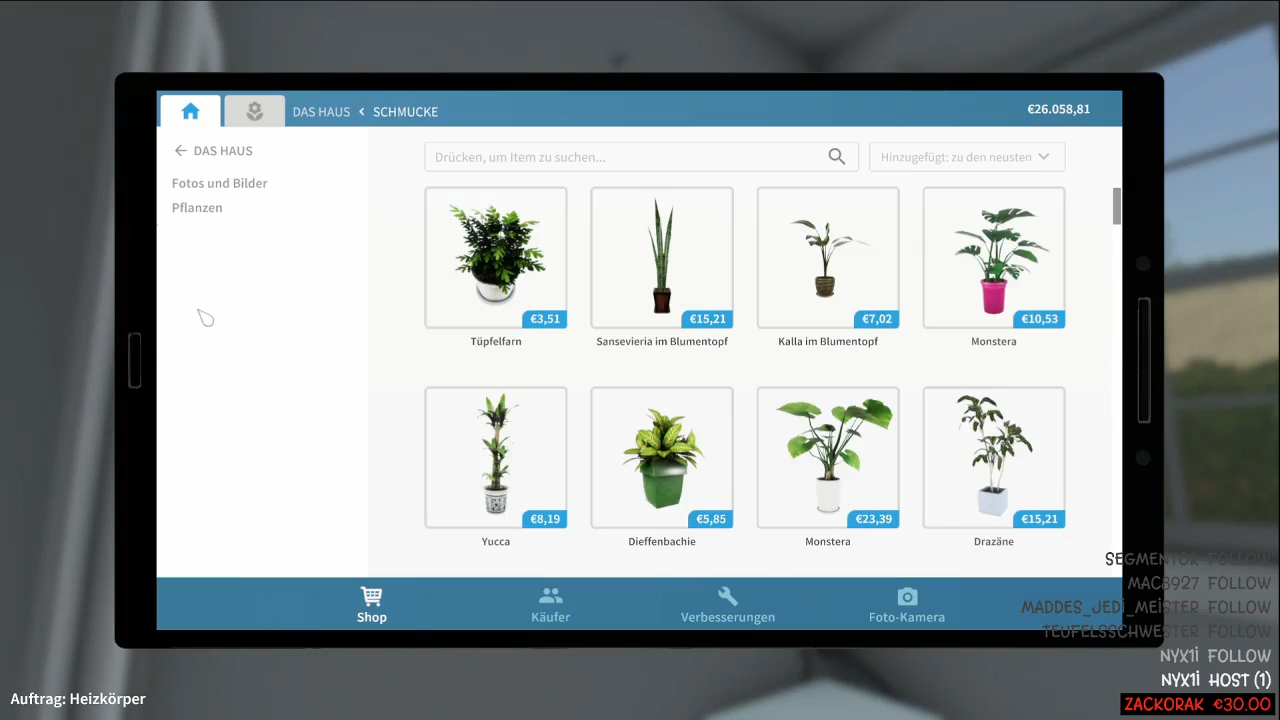 DAS HAUS < SCHMUCKE
€26.058,81
← DAS HAUS
Fotos und Bilder
Pflanzen
Drücken, um Item zu suchen...
Hinzugefügt: zu den neusten
€3,51
€15,21
€7,02
€10,53
Tüpfelfarn
Sansevieria im Blumentopf
Kalla im Blumentopf
Monstera
€8,19
€5,85
€23,39
€15,21
Yucca
Dieffenbachie
Monstera
Drazäne
Shop
Käufer
Verbesserungen
Foto-Kamera
SEGMENTOR FOLLOW
MAC8927 FOLLOW
MADDES_JEDI_MEISTER FOLLOW
TEUFELSSCHWESTER FOLLOW
NYX1I FOLLOW
NYX1I HOST (1)
ZACKORAK €30.00
Auftrag: Heizkörper